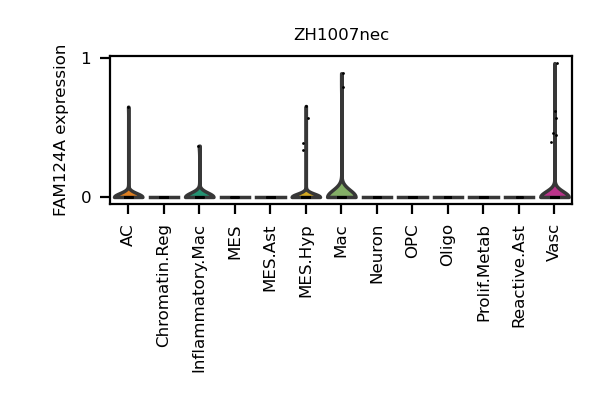 ZH1007nec
FAM124A expression
1
0
AC
Chromatin.Reg
Inflammatory.Mac
MES
MES.Ast
MES.Hyp
Mac
Neuron
OPC
Oligo
Prolif.Metab
Reactive.Ast
Vasc